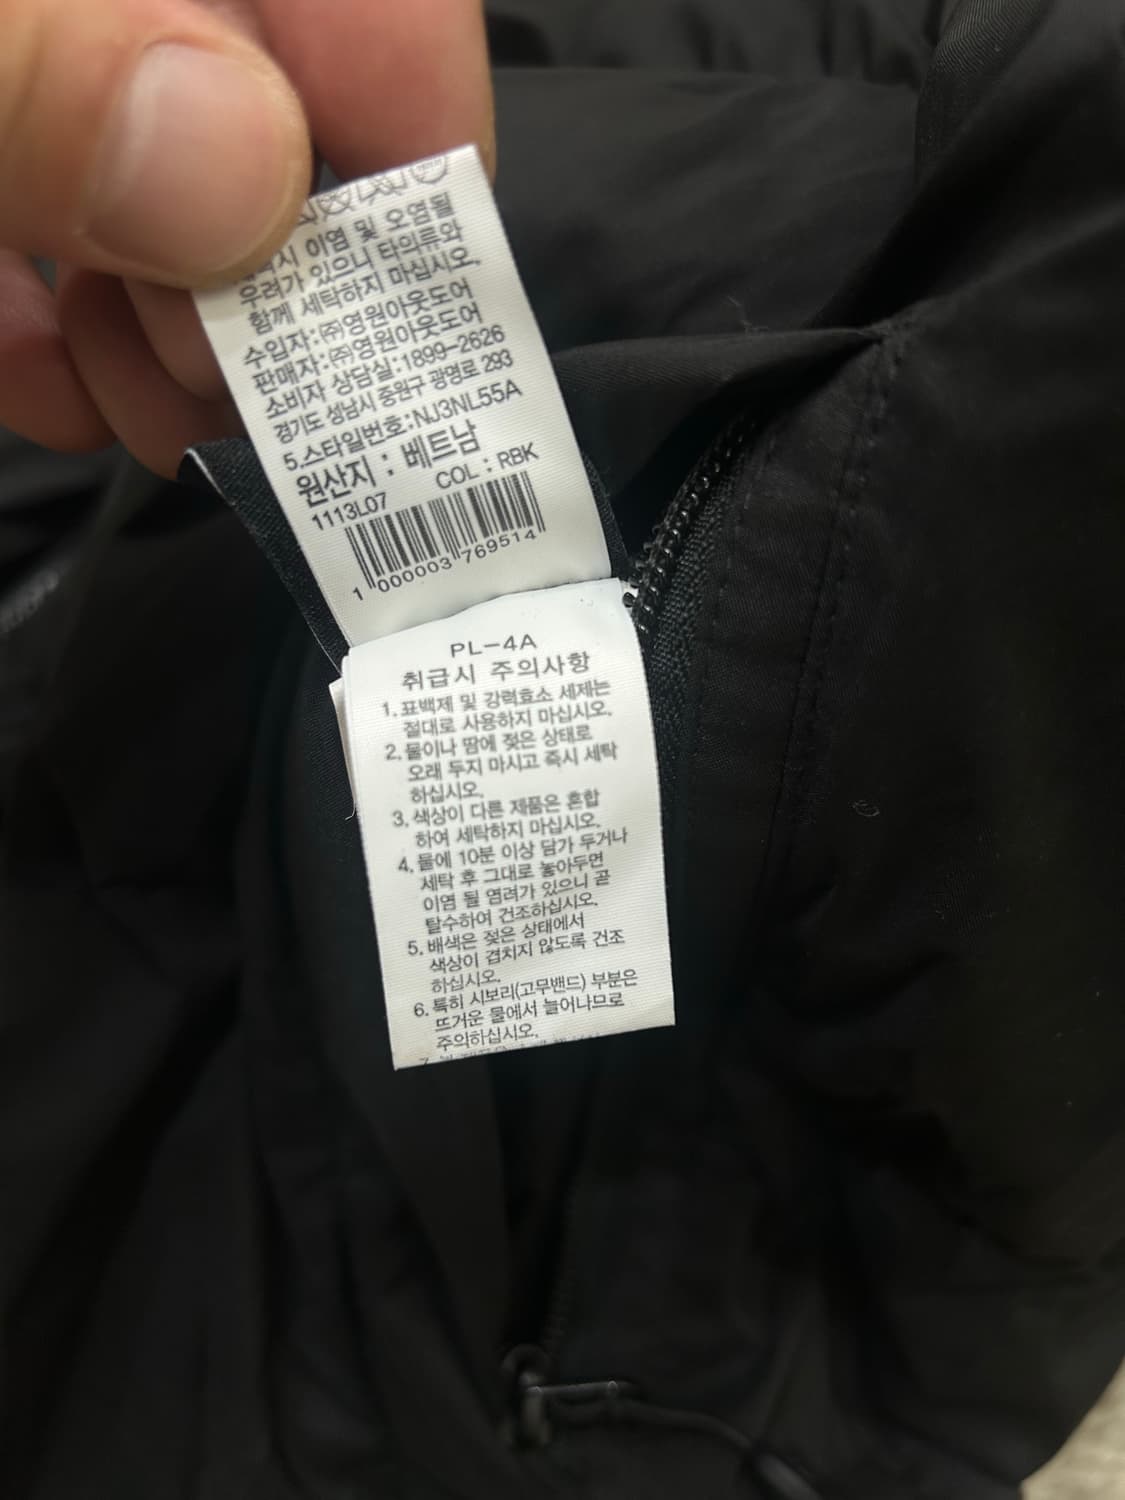 이염 및 오염될
우려가 있으니 타의류와
함께 세탁하지 마십시오.
수입자:㈜영원아웃도어
판매자:㈜영원아웃도어
소비자 상담실:1899-2626
경기도 성남시 중원구 광명로 293
5.스타일번호:NJ3NL55A
원산지 : 베트남
1113L07 COL : RBK
1 000003 769514
PL-4A
취급시 주의사항
1. 표백제 및 강력효소 세제는
절대로 사용하지 마십시오.
2. 물이나 땀에 젖은 상태로
오래 두지 마시고 즉시 세탁
하십시오.
3. 색상이 다른 제품은 혼합
하여 세탁하지 마십시오.
4. 물에 10분 이상 담가 두거나
세탁 후 그대로 놓아두면
이염 될 염려가 있으니 곧
탈수하여 건조하십시오.
5. 배색은 젖은 상태에서
색상이 겹치지 않도록 건조
하십시오.
6. 특히 시보리(고무밴드) 부분은
뜨거운 물에서 늘어나므로
주의하십시오.